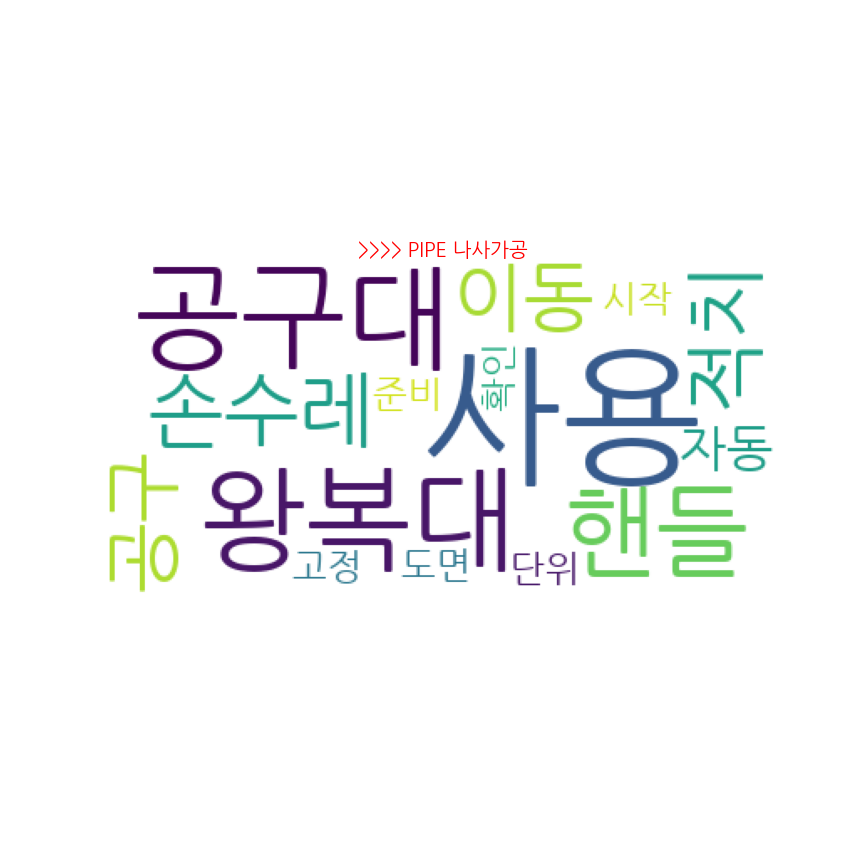 >>>> PIPE 나사가공
공구대
이동
시작
적치
손수레
준비
확인
사용
자동
공구
왕복대
핸들
고정
도면
단위